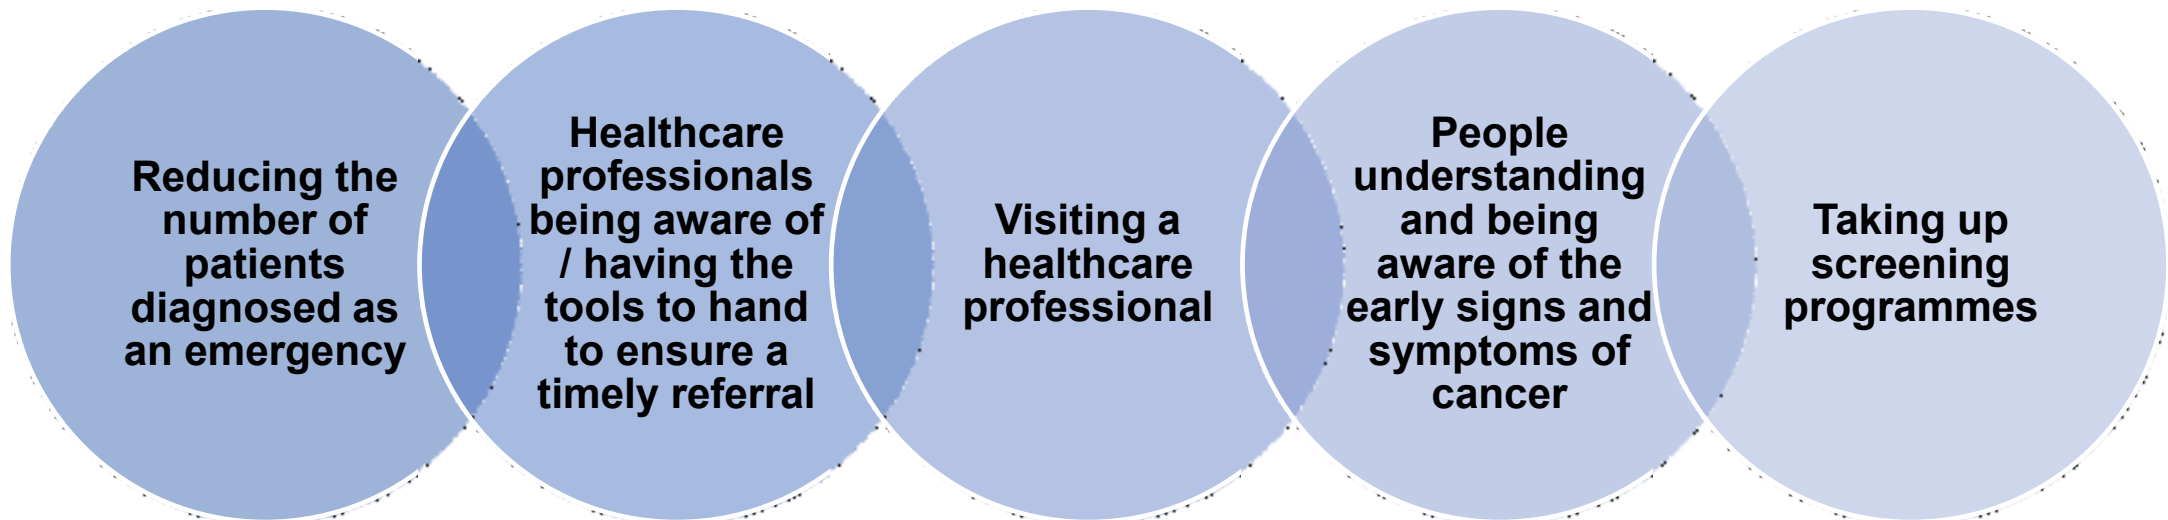 Reducing the
number of
patients
diagnosed as
an emergency
Healthcare
professionals
being aware of
/ having the
tools to hand
to ensure a
timely referral
Visiting a
healthcare
professional
People
understanding
and being
aware of the
early signs and
symptoms of
cancer
Taking up
screening
programmes